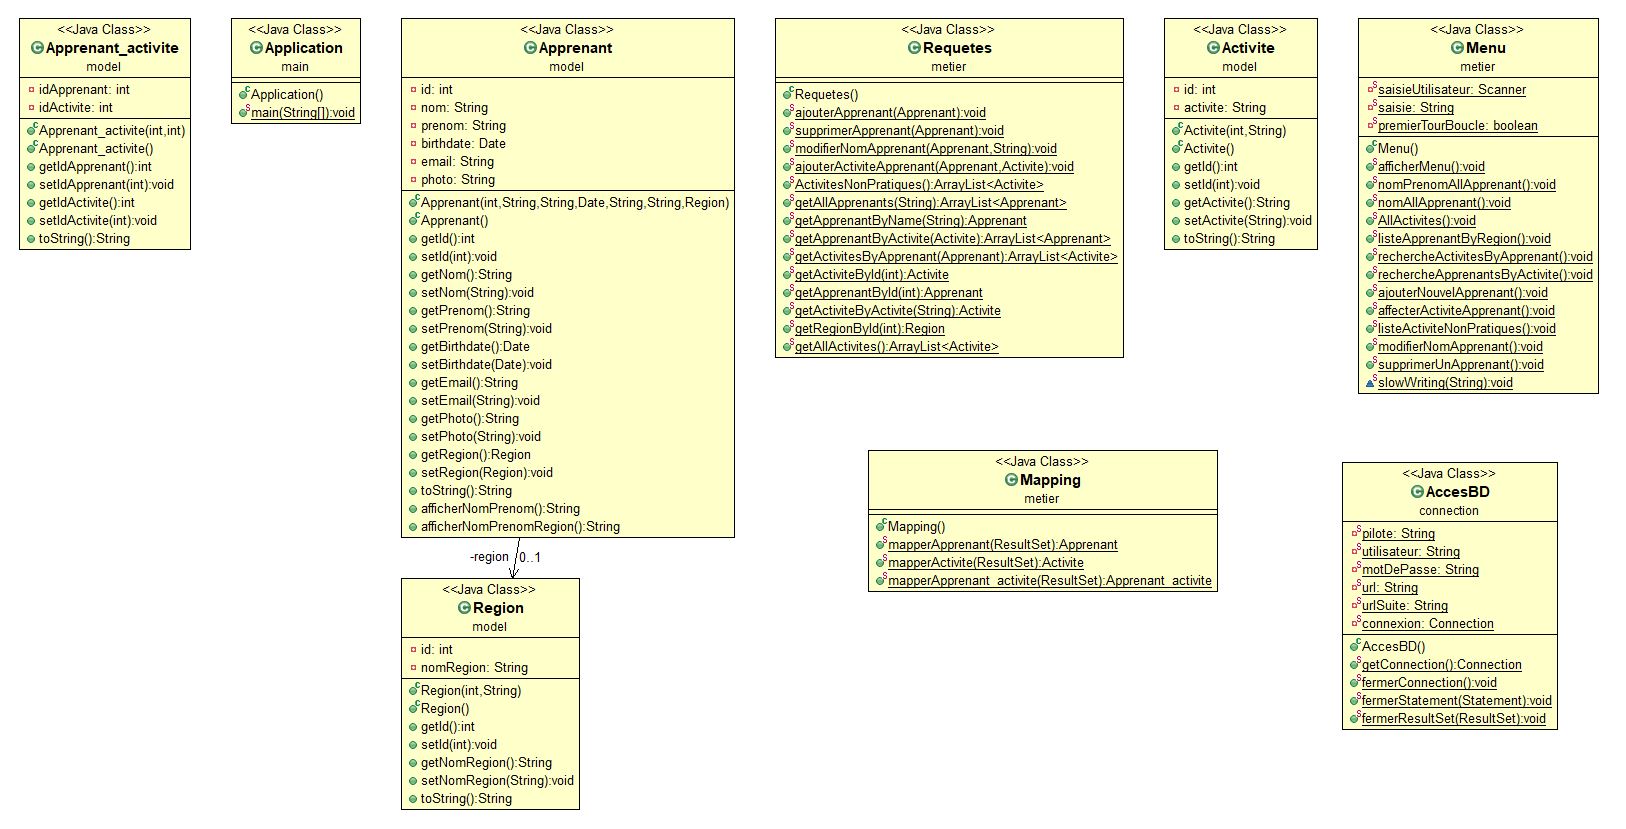 <<Java Class>>
Apprenant_activite
model
idApprenant: int
idActivite: int
Apprenant_activite(int,int)
Apprenant_activite()
getIdApprenant():int
setIdApprenant(int):void
getIdActivite():int
setIdActivite(int):void
toString():String
<<Java Class>>
Application
main
Application()
main(String[]):void
<<Java Class>>
Apprenant
model
id: int
nom: String
prenom: String
birthdate: Date
email: String
photo: String
Apprenant(int,String,String,Date,String,String,Region)
Apprenant()
getId():int
setId(int):void
getNom():String
setNom(String):void
getPrenom():String
setPrenom(String):void
getBirthdate():Date
setBirthdate(Date):void
getEmail():String
setEmail(String):void
getPhoto():String
setPhoto(String):void
getRegion():Region
setRegion(Region):void
toString():String
afficherNomPrenom():String
afficherNomPrenomRegion():String
-region 0..1
<<Java Class>>
Region
model
id: int
nomRegion: String
Region(int,String)
Region()
getId():int
setId(int):void
getNomRegion():String
setNomRegion(String):void
toString():String
<<Java Class>>
Requetes
metier
Requetes()
ajouterApprenant(Apprenant):void
supprimerApprenant(Apprenant):void
modifierNomApprenant(Apprenant,String):void
ajouterActiviteApprenant(Apprenant,Activite):void
ActivitesNonPratiques():ArrayList<Activite>
getAllApprenants(String):ArrayList<Apprenant>
getApprenantByName(String):Apprenant
getApprenantByActivite(Activite):ArrayList<Apprenant>
getActivitesByApprenant(Apprenant):ArrayList<Activite>
getActiviteById(int):Activite
getApprenantById(int):Apprenant
getActiviteByActivite(String):Activite
getRegionById(int):Region
getAllActivites():ArrayList<Activite>
<<Java Class>>
Activite
model
id: int
activite: String
Activite(int,String)
Activite()
getId():int
setId(int):void
getActivite():String
setActivite(String):void
toString():String
<<Java Class>>
Menu
metier
saisieUtilisateur: Scanner
saisie: String
premierTourBoucle: boolean
Menu()
afficherMenu():void
nomPrenomAllApprenant():void
nomAllApprenant():void
AllActivites():void
listeApprenantByRegion():void
rechercheActivitesByApprenant():void
rechercheApprenantsByActivite():void
ajouterNouvelApprenant():void
affecterActiviteApprenant():void
listeActiviteNonPratiques():void
modifierNomApprenant():void
supprimerUnApprenant():void
slowWriting(String):void
<<Java Class>>
Mapping
metier
Mapping()
mapperApprenant(ResultSet):Apprenant
mapperActivite(ResultSet):Activite
mapperApprenant_activite(ResultSet):Apprenant_activite
<<Java Class>>
AccesBD
connection
pilote: String
utilisateur: String
motDePasse: String
url: String
urlSuite: String
connexion: Connection
AccesBD()
getConnection():Connection
fermerConnection():void
fermerStatement(Statement):void
fermerResultSet(ResultSet):void